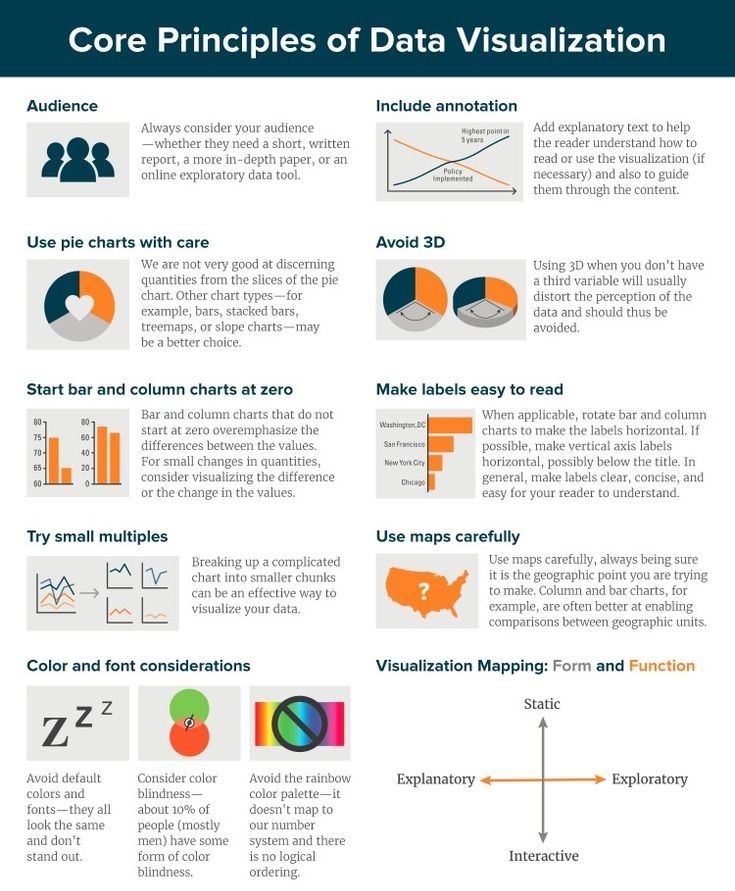 Core Principles of Data Visualization
Audience
Always consider your audience
—whether they need a short, written
report, a more in-depth paper, or an
online exploratory data tool.
Include annotation
Highest point in
5 years
Policy
Implemented
Add explanatory text to help
the reader understand how to
read or use the visualization (if
necessary) and also to guide
them through the content.
Use pie charts with care
We are not very good at discerning
quantities from the slices of the pie
chart. Other chart types—for
example, bars, stacked bars,
treemaps, or slope charts—may
be a better choice.
Avoid 3D
Using 3D when you don't have
a third variable will usually
distort the perception of the
data and should thus be
avoided.
Start bar and column charts at zero
80
75
70
65
60
80
60
40
20
0
Bar and column charts that do not
start at zero overemphasize the
differences between the values.
For small changes in quantities,
consider visualizing the difference
or the change in the values.
Make labels easy to read
Washington,DC
San Francisco
New York City
Chicago
When applicable, rotate bar and column
charts to make the labels horizontal. If
possible, make vertical axis labels
horizontal, possibly below the title. In
general, make labels clear, concise, and
easy for your reader to understand.
Try small multiples
Breaking up a complicated
chart into smaller chunks
can be an effective way to
visualize your data.
Use maps carefully
?
Use maps carefully, always being sure
it is the geographic point you are trying
to make. Column and bar charts, for
example, are often better at enabling
comparisons between geographic units.
Color and font considerations
Z Z Z
Avoid default
colors and
fonts—they all
look the same
and don't
stand out.
Consider color
blindness—
about 10% of
people (mostly
men) have some
form of color
blindness.
Avoid the rainbow
color palette—it
doesn't map to
our number
system and there
is no logical
ordering.
Visualization Mapping: Form and Function
Static
Explanatory
Exploratory
Interactive